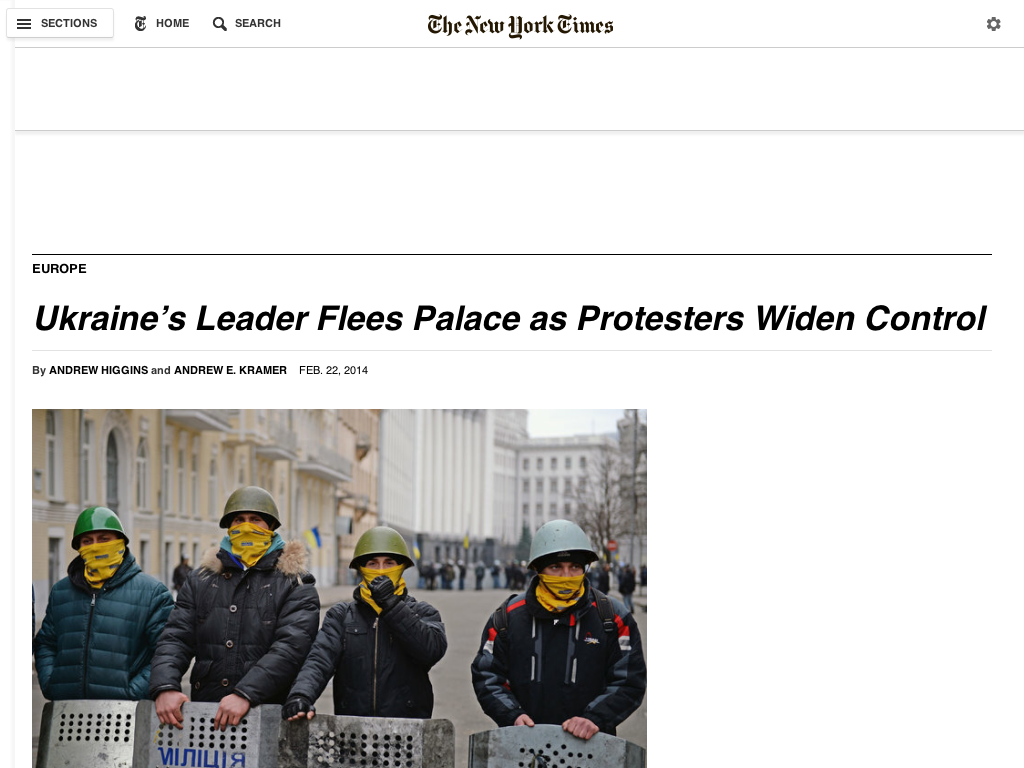 SECTIONS HOME SEARCH The New York Times
EUROPE
Ukraine’s Leader Flees Palace as Protesters Widen Control
By ANDREW HIGGINS and ANDREW E. KRAMER FEB. 22, 2014
МІЛІЦІЯ